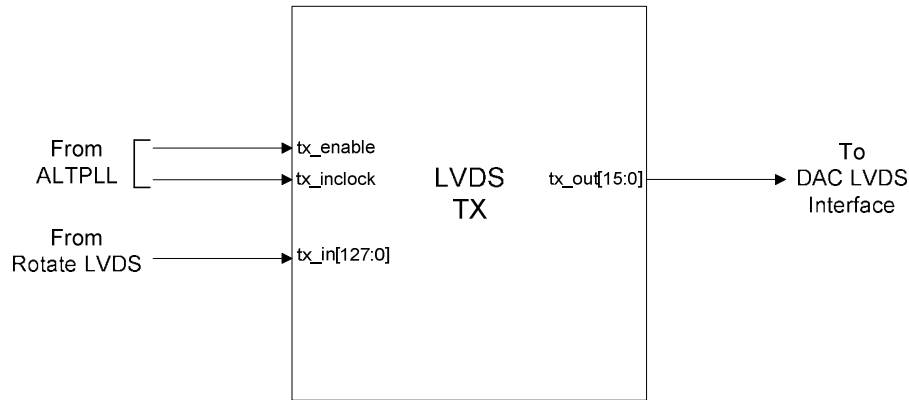 From
ALTPLL
tx_enable
tx_inclock
From
Rotate LVDS
tx_in[127:0]
LVDS
TX
tx_out[15:0]
To
DAC LVDS
Interface